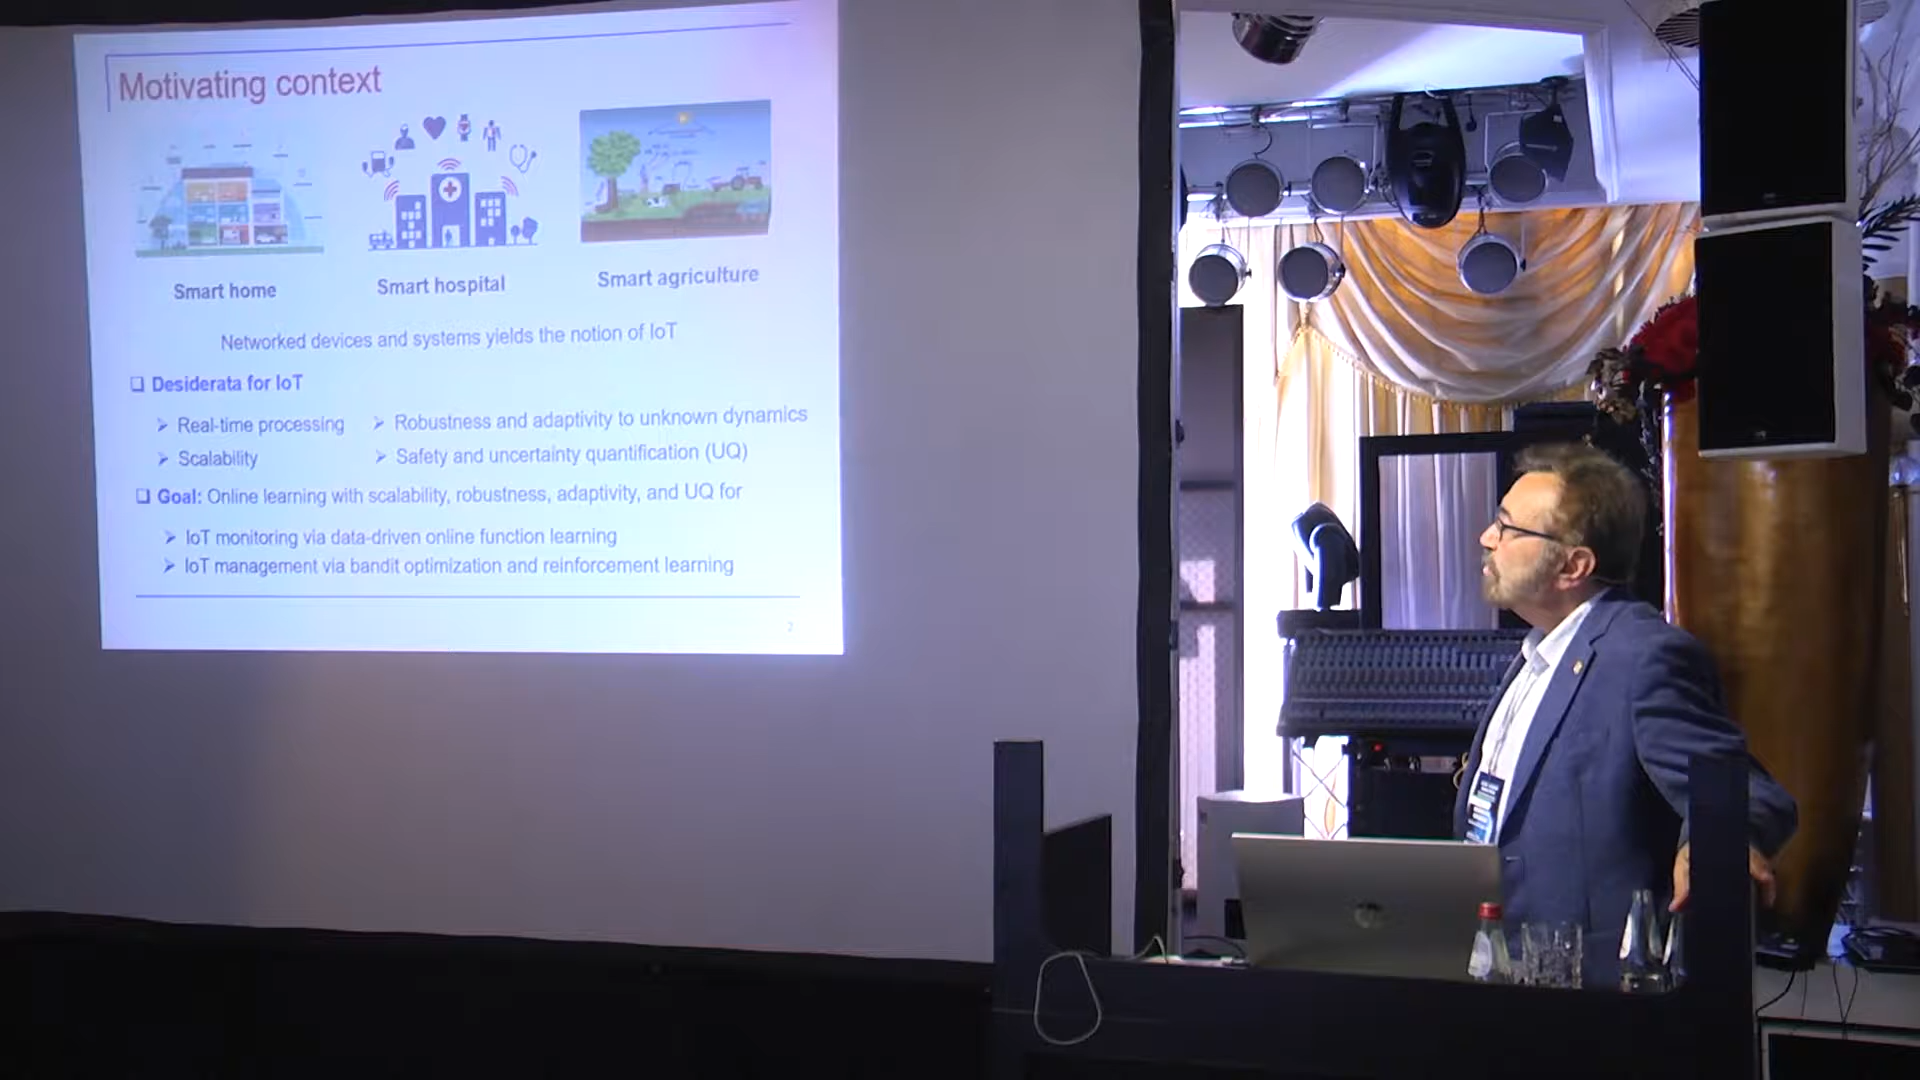 Motivating context
Smart home
Smart hospital
Smart agriculture
Networked devices and systems yields the notion of IoT
❑ Desiderata for IoT
➢ Real-time processing ➢ Robustness and adaptivity to unknown dynamics
➢ Scalability ➢ Safety and uncertainty quantification (UQ)
❑ Goal: Online learning with scalability, robustness, adaptivity, and UQ for
➢ IoT monitoring via data-driven online function learning
➢ IoT management via bandit optimization and reinforcement learning
2